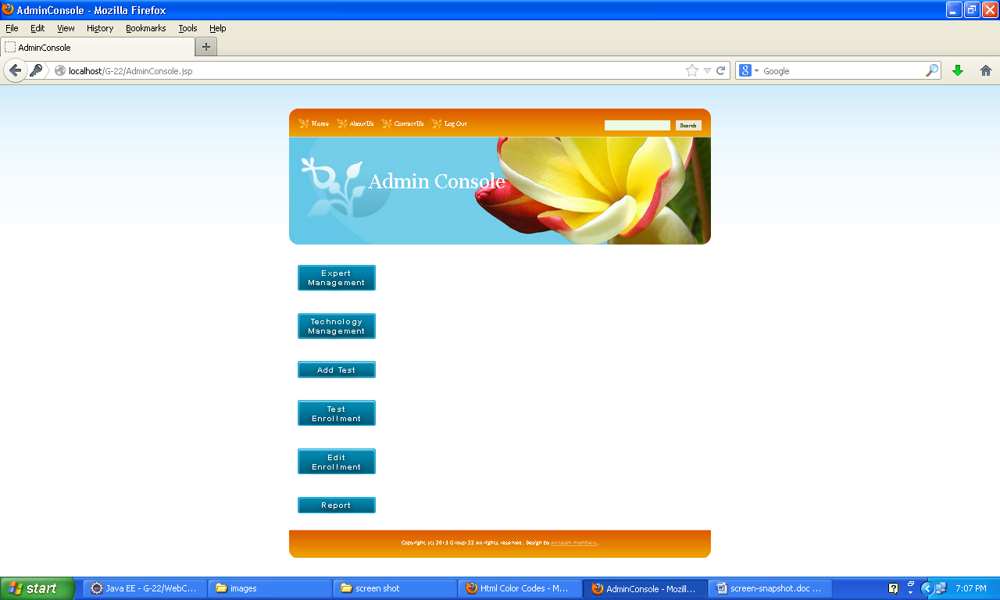 AdminConsole - Mozilla Firefox
File Edit View History Bookmarks Tools Help
AdminConsole
localhost/G-22/AdminConsole.jsp
Google
Home AboutUs ContactUs Log Out
Search
Admin Console
Expert
Management
Technology
Management
Add Test
Test
Enrollment
Edit
Enrollment
Report
Copyright (c) 2013 Group-22 All rights reserved. Design by All team members.
start
Java EE - G-22/WebC...
images
screen shot
Html Color Codes - M...
AdminConsole - Mozill...
screen-snapshot.doc ...
7:07 PM